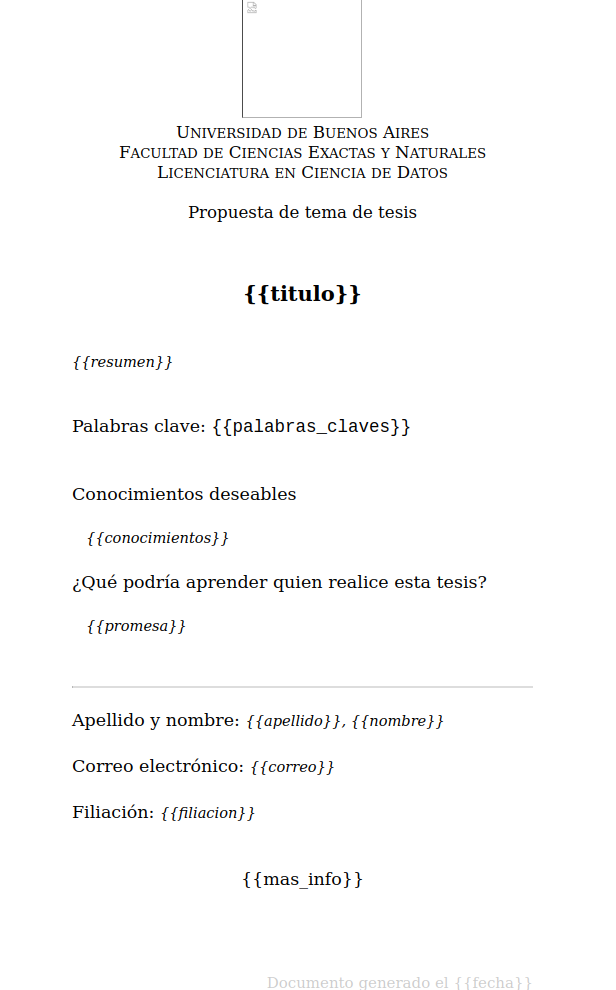 Universidad de Buenos Aires
Facultad de Ciencias Exactas y Naturales
Licenciatura en Ciencia de Datos
Propuesta de tema de tesis
{{titulo}}
{{resumen}}
Palabras clave: {{palabras_claves}}
Conocimientos deseables
{{conocimientos}}
¿Qué podría aprender quien realice esta tesis?
{{promesa}}
Apellido y nombre: {{apellido}}, {{nombre}}
Correo electrónico: {{correo}}
Filiación: {{filiacion}}
{{mas_info}}
Documento generado el {{fecha}}